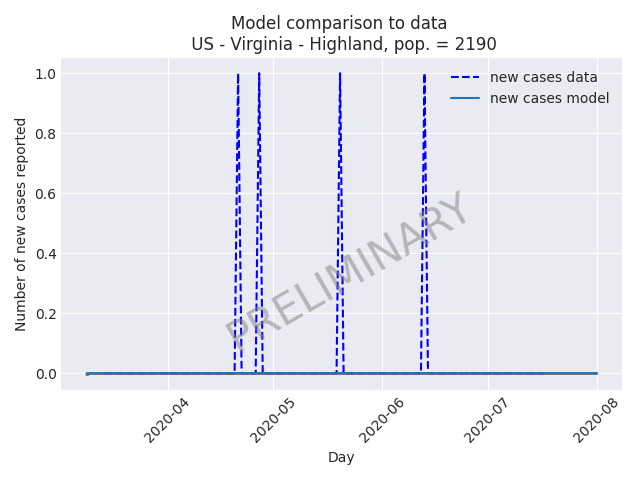 Model comparison to data
US - Virginia - Highland, pop. = 2190
new cases data
new cases model
Number of new cases reported
1.0
0.8
0.6
0.4
0.2
0.0
PRELIMINARY
2020-04
2020-05
2020-06
2020-07
2020-08
Day